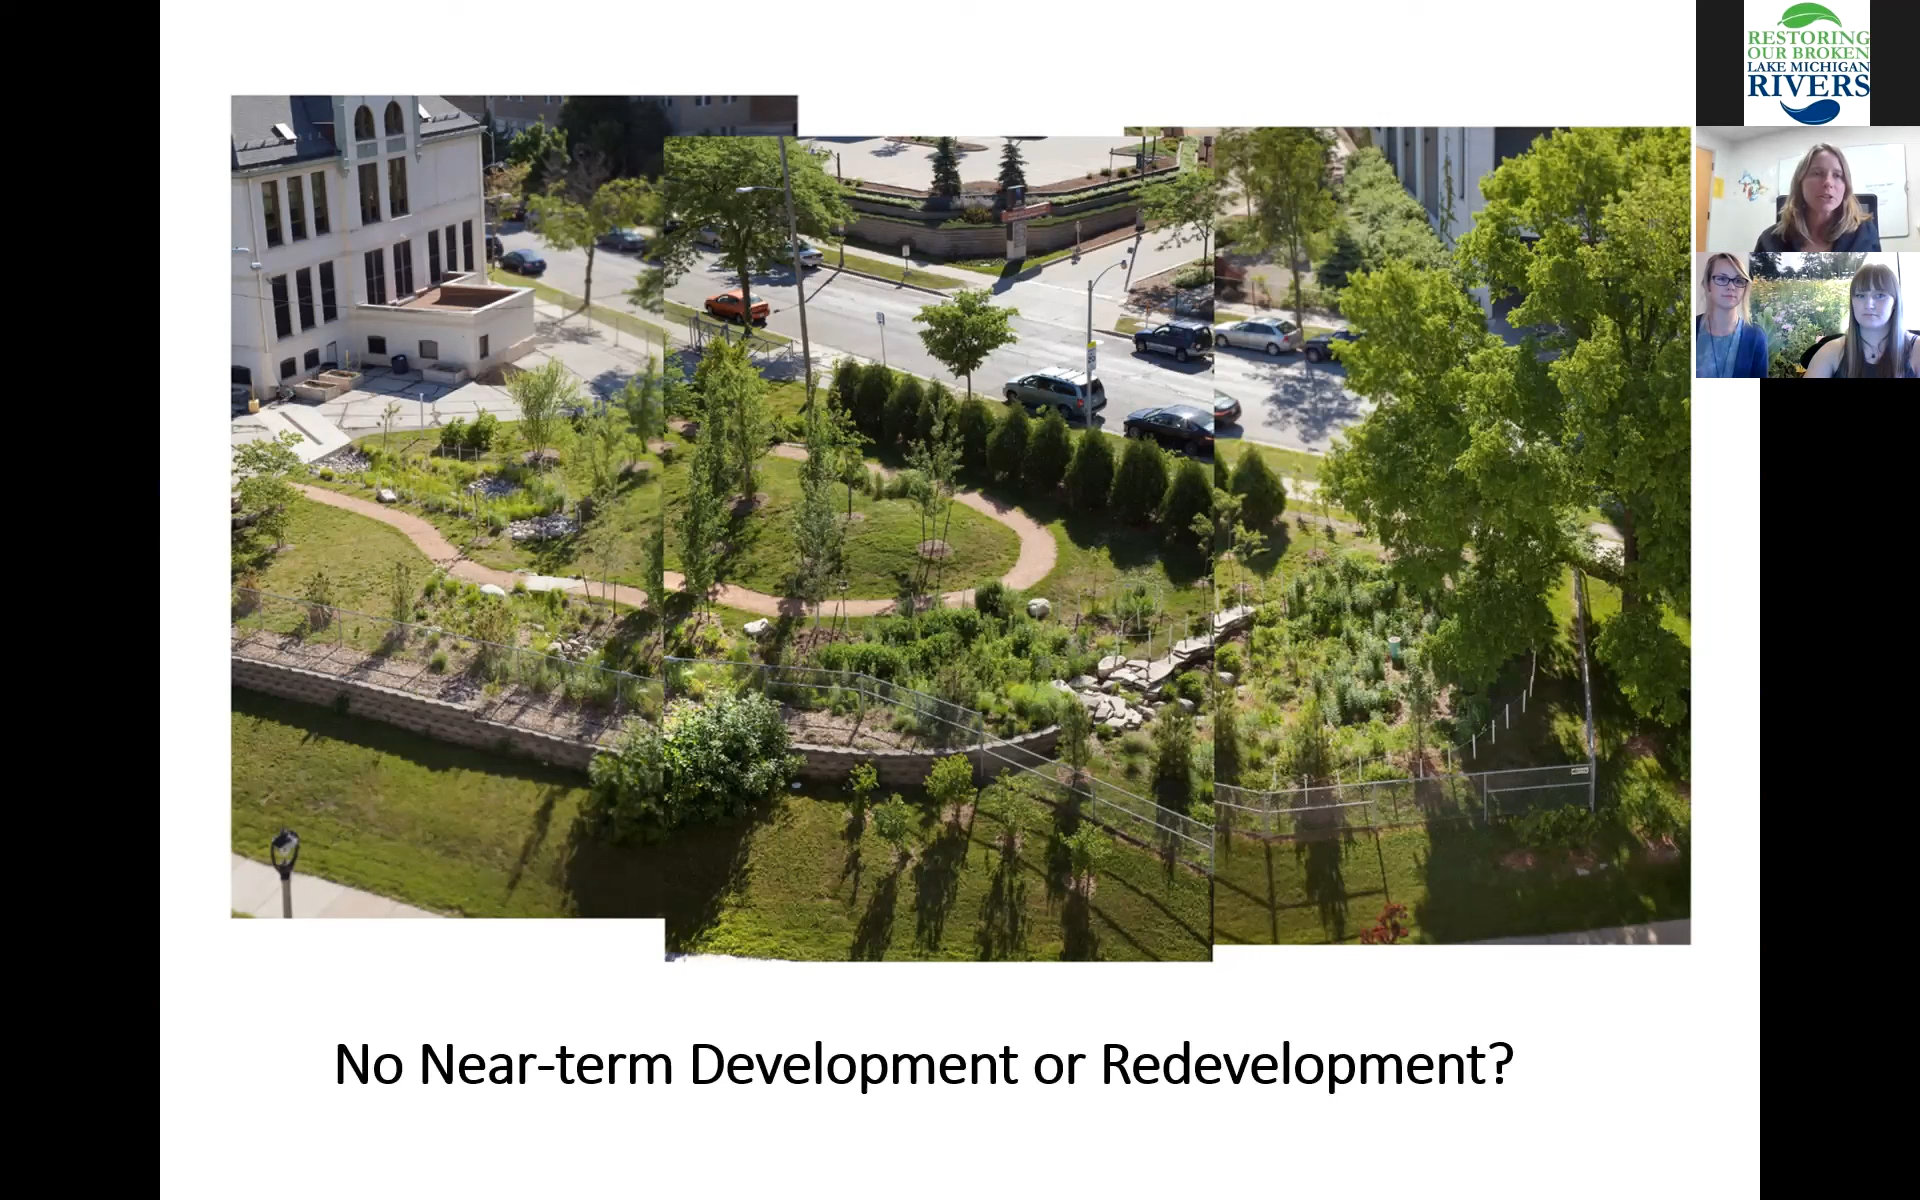 RESTORING
OUR BROKEN
LAKE MICHIGAN
RIVERS
No Near-term Development or Redevelopment?